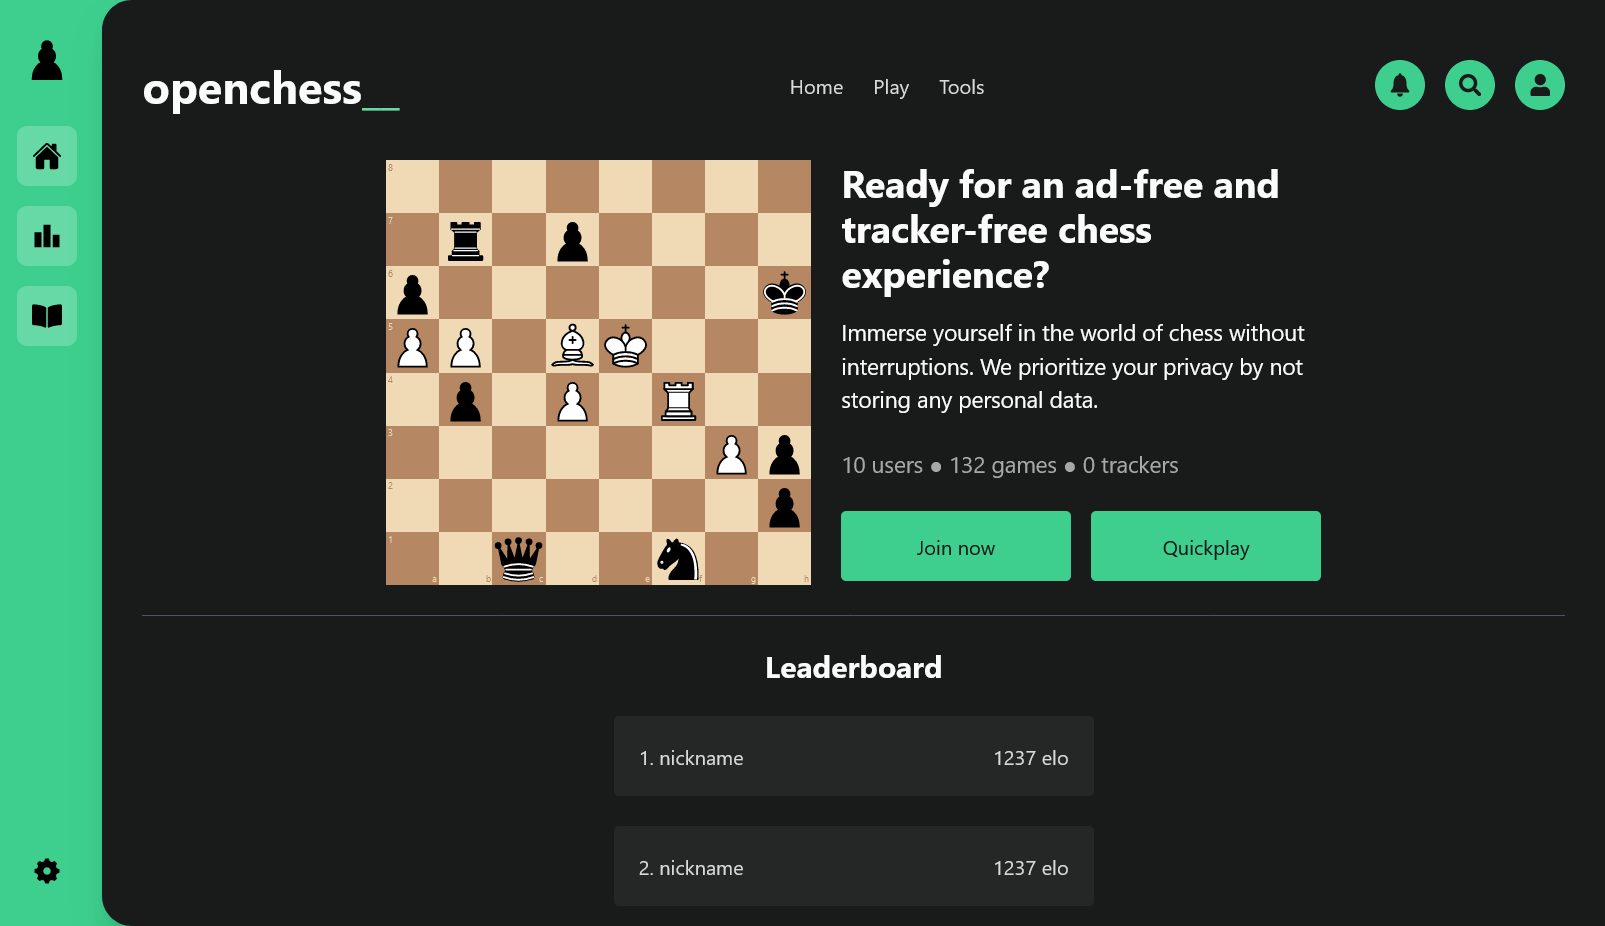 openchess__
Home Play Tools
8
7
6
5
4
3
2
1
a b c d e f g h
Ready for an ad-free and
tracker-free chess
experience?
Immerse yourself in the world of chess without
interruptions. We prioritize your privacy by not
storing any personal data.
10 users ● 132 games ● 0 trackers
Join now Quickplay
Leaderboard
1. nickname 1237 elo
2. nickname 1237 elo